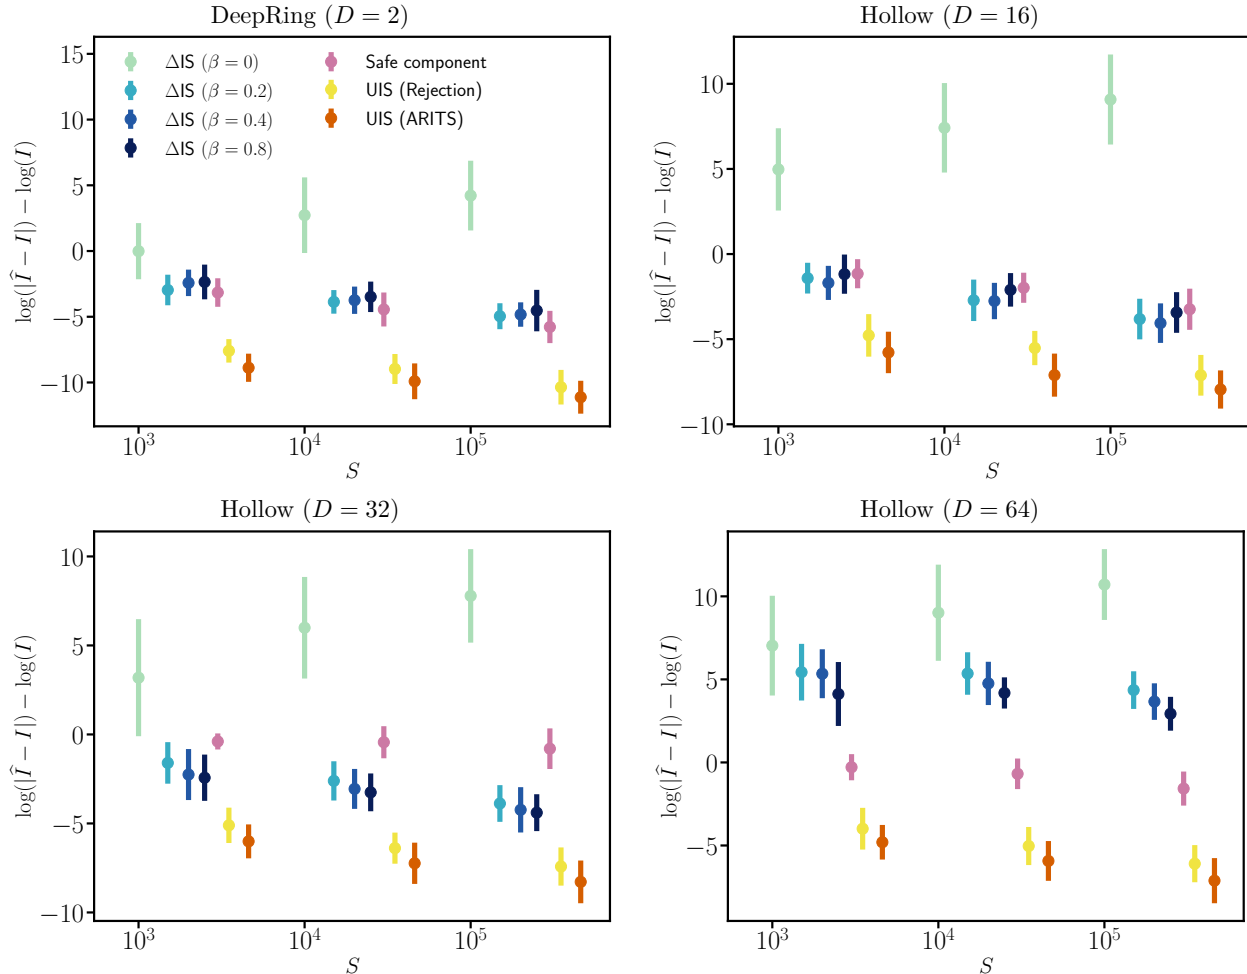 DeepRing (D = 2)
15
10
5
0
−5
−10
log(|Î − I|) − log(I)
ΔIS (β = 0)
ΔIS (β = 0.2)
ΔIS (β = 0.4)
ΔIS (β = 0.8)
Safe component
UIS (Rejection)
UIS (ARITS)
10³ 10⁴ 10⁵
S
Hollow (D = 16)
10
5
0
−5
−10
log(|Î − I|) − log(I)
10³ 10⁴ 10⁵
S
Hollow (D = 32)
10
5
0
−5
−10
log(|Î − I|) − log(I)
10³ 10⁴ 10⁵
S
Hollow (D = 64)
10
5
0
−5
log(|Î − I|) − log(I)
10³ 10⁴ 10⁵
S